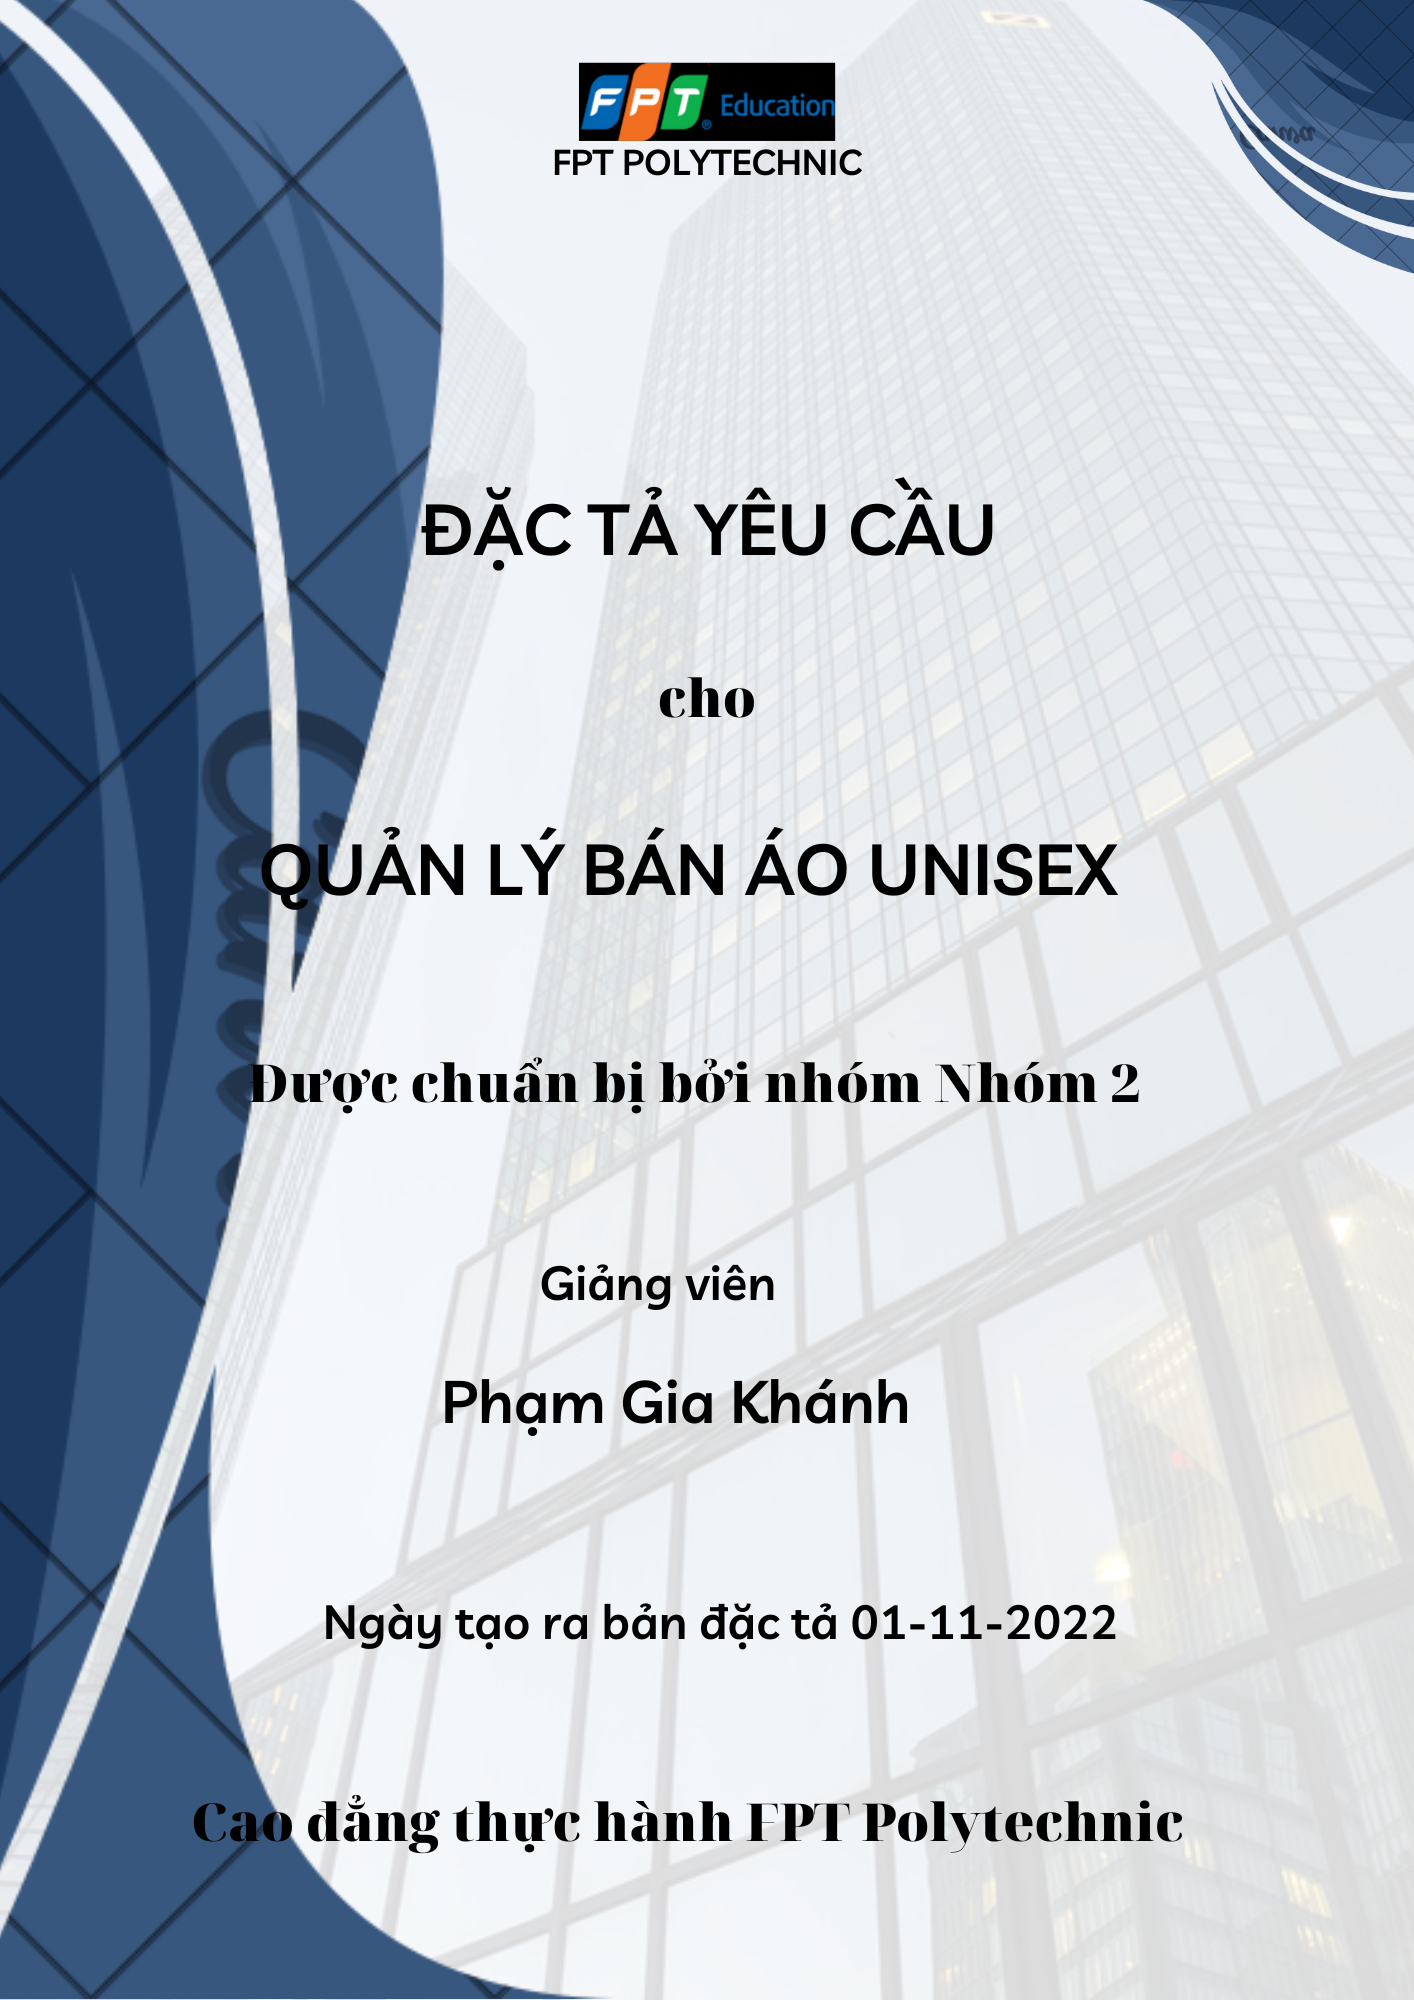 FPT Education
FPT POLYTECHNIC
ĐẶC TẢ YÊU CẦU
cho
QUẢN LÝ BÁN ÁO UNISEX
Được chuẩn bị bởi nhóm Nhóm 2
Giảng viên
Phạm Gia Khánh
Ngày tạo ra bản đặc tả 01-11-2022
Cao đẳng thực hành FPT Polytechnic